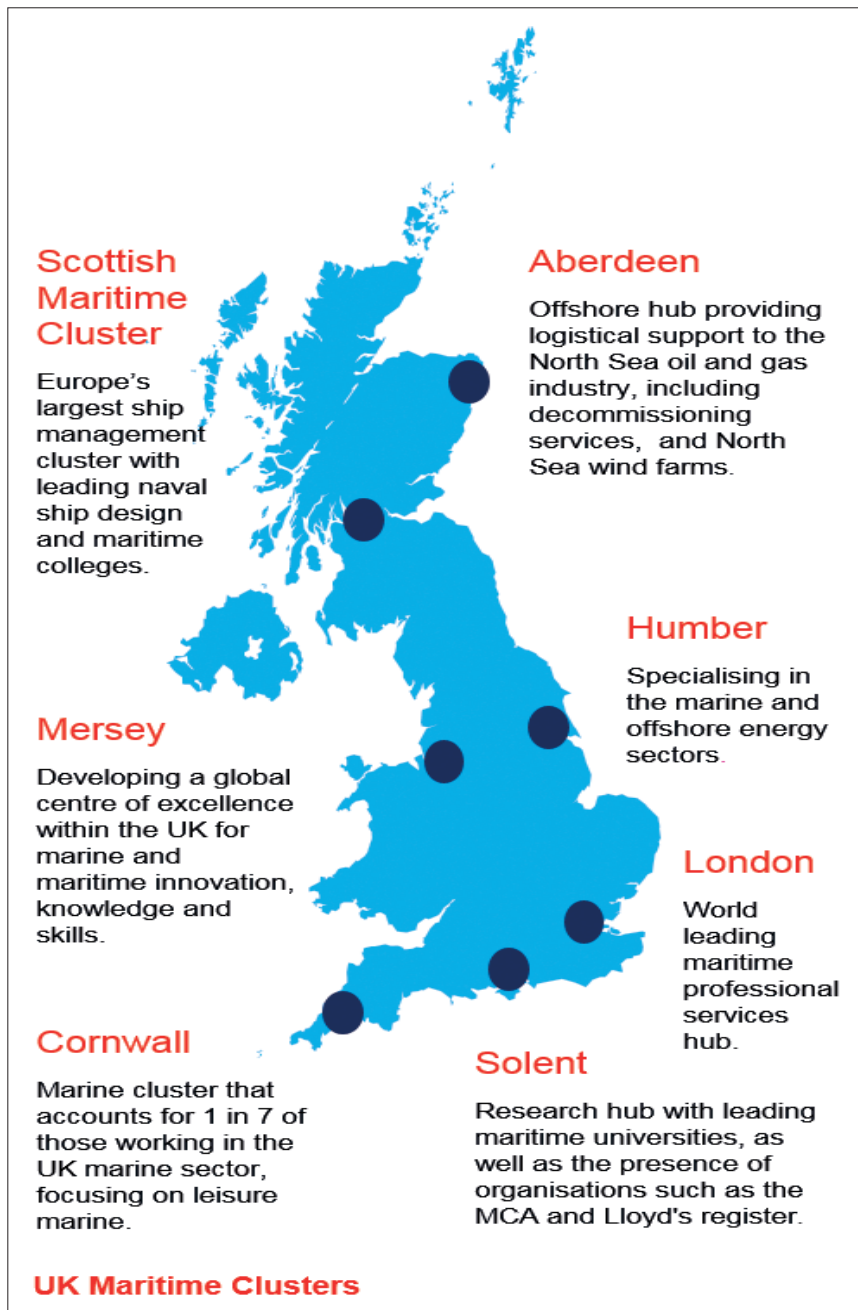 Scottish
Maritime
Cluster
Europe's
largest ship
management
cluster with
leading naval
ship design
and maritime
colleges.
Aberdeen
Offshore hub providing
logistical support to the
North Sea oil and gas
industry, including
decommissioning
services,  and North
Sea wind farms.
Humber
Specialising in
the marine and
offshore energy
sectors.
Mersey
Developing a global
centre of excellence
within the UK for
marine and
maritime innovation,
knowledge and
skills.
London
World
leading
maritime
professional
services
hub.
Cornwall
Marine cluster that
accounts for 1 in 7 of
those working in the
UK marine sector,
focusing on leisure
marine.
Solent
Research hub with leading
maritime universities, as
well as the presence of
organisations such as the
MCA and Lloyd's register.
UK Maritime Clusters